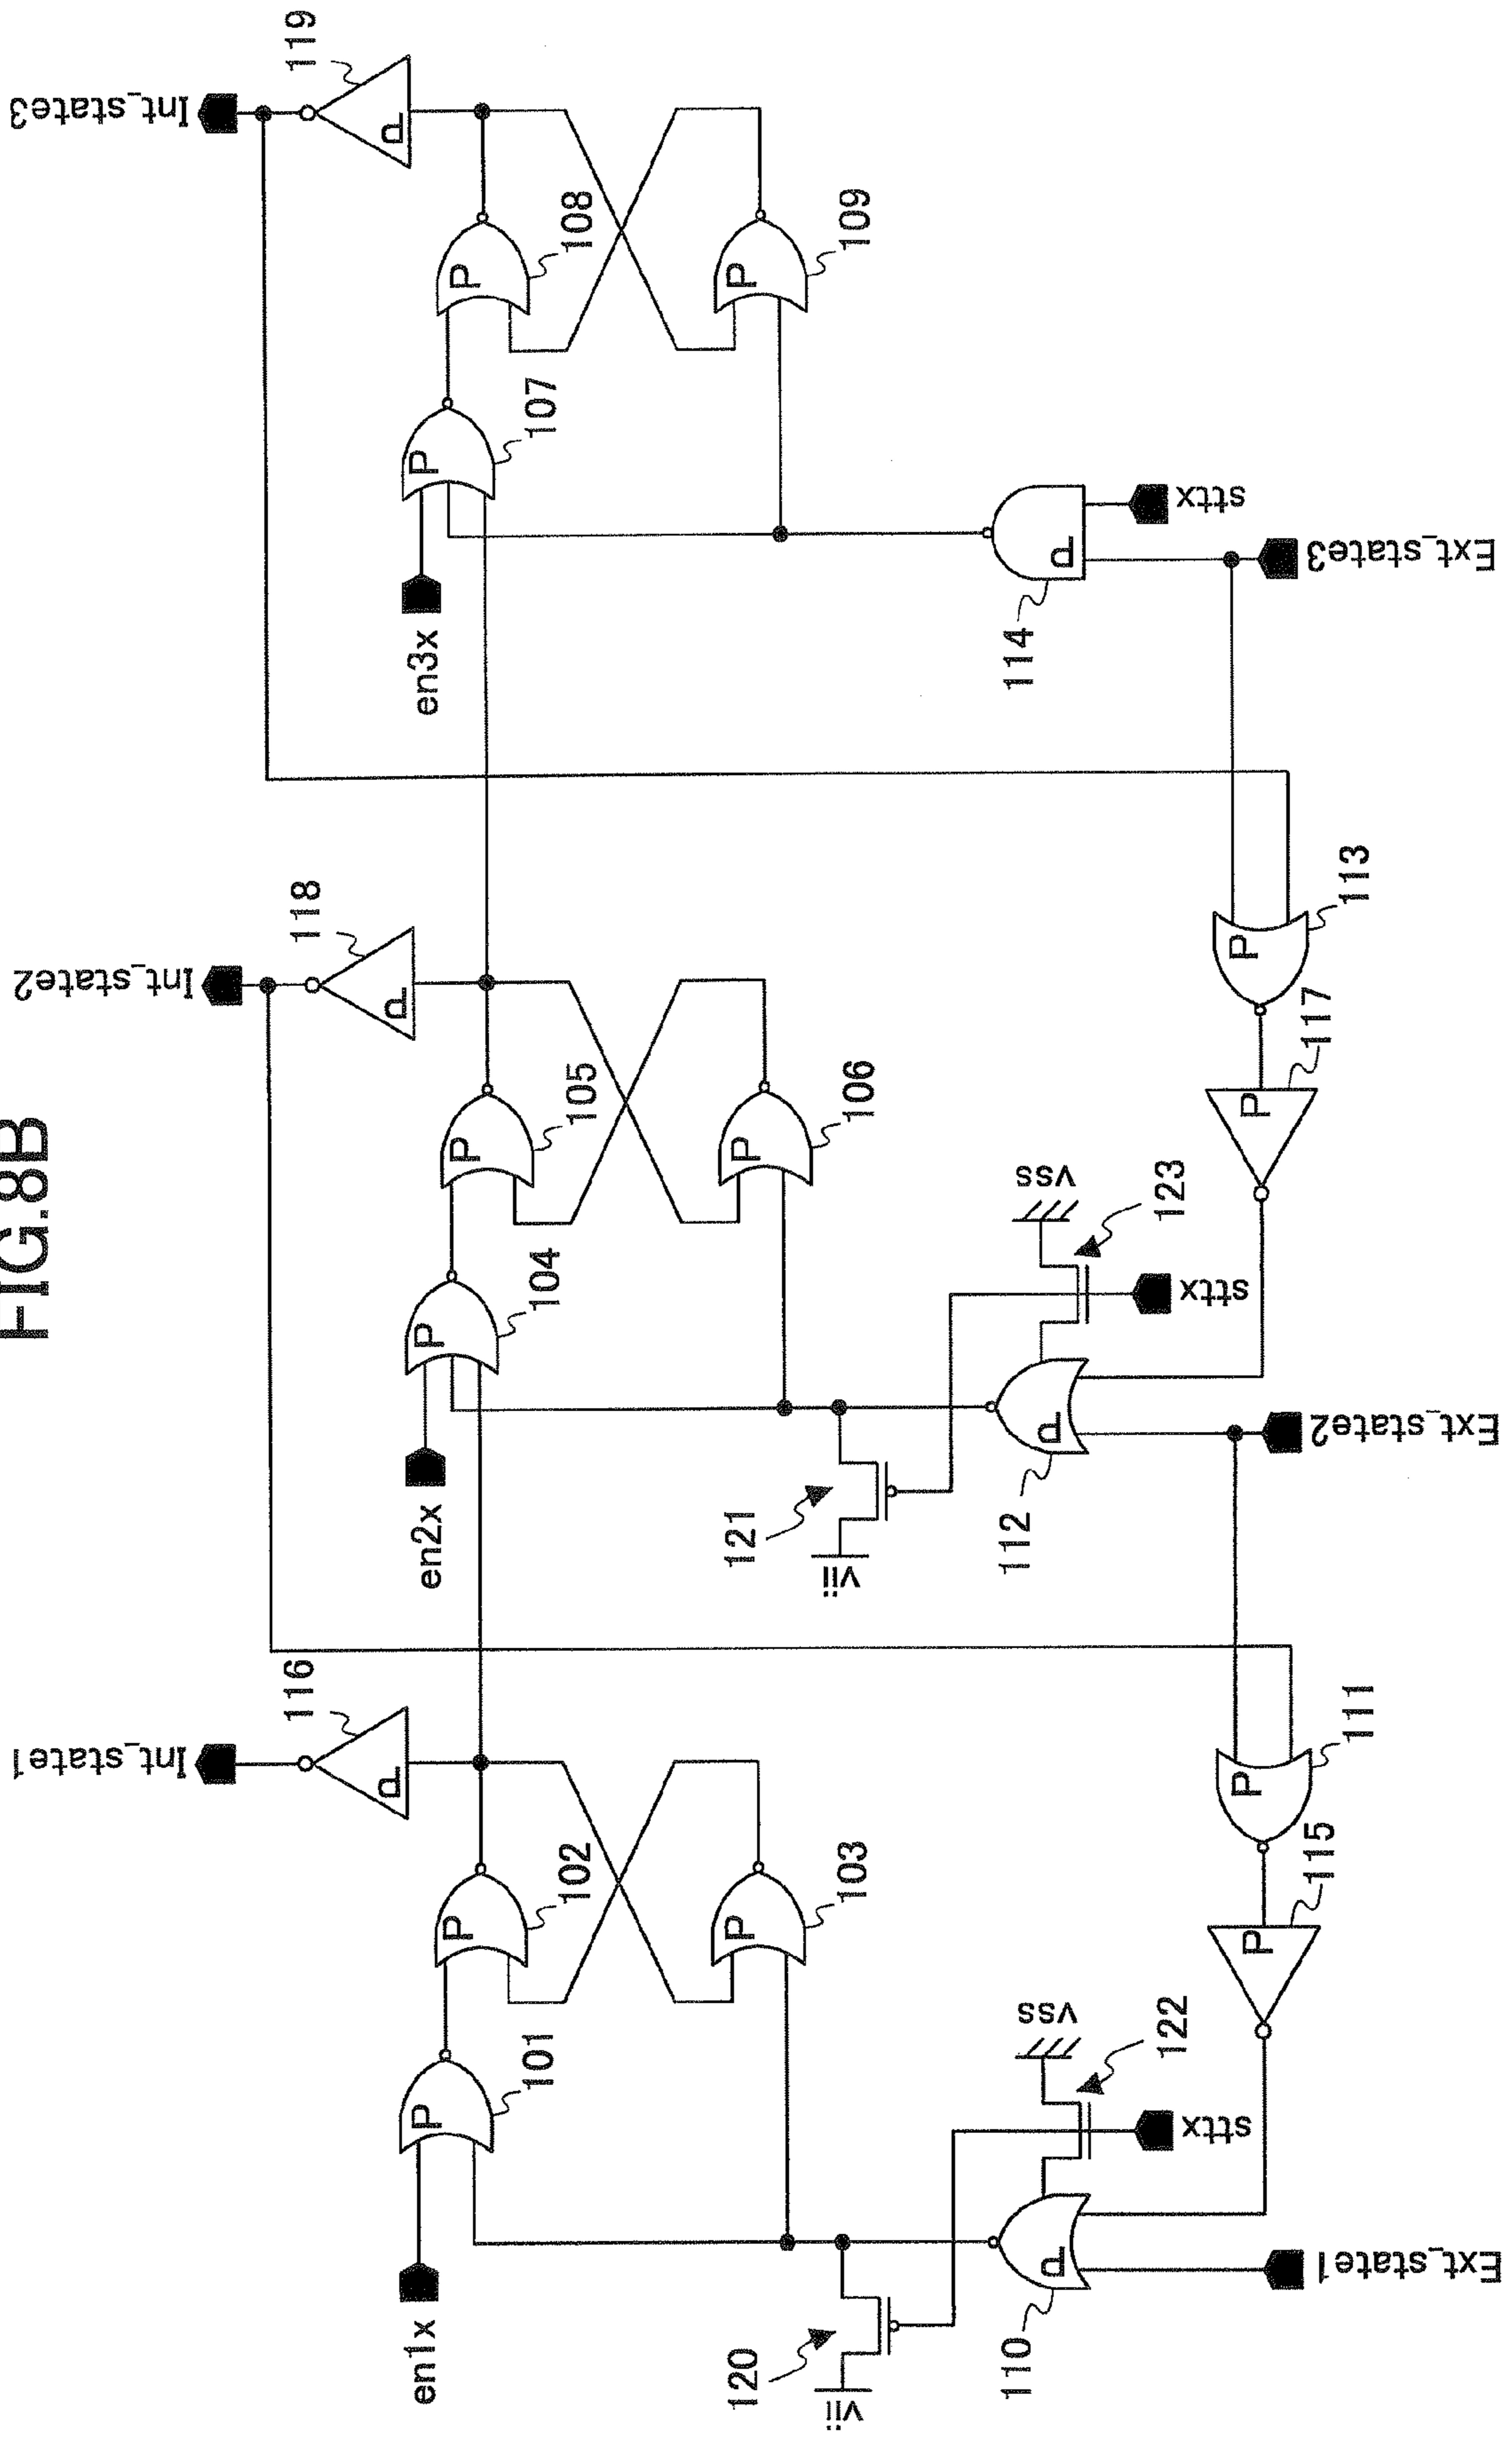 FIG.8B
Int_state1
Int_state2
Int_state3
116
118
119
en1x
P
101
P
102
P
en2x
P
104
P
105
P
en3x
P
107
P
108
P
P
103
P
106
P
109
vii
120
vii
121
110
P
122
vss
sttx
112
P
123
vss
sttx
114
P
sttx
P
115
P
111
P
117
P
113
Ext_state1
Ext_state2
Ext_state3